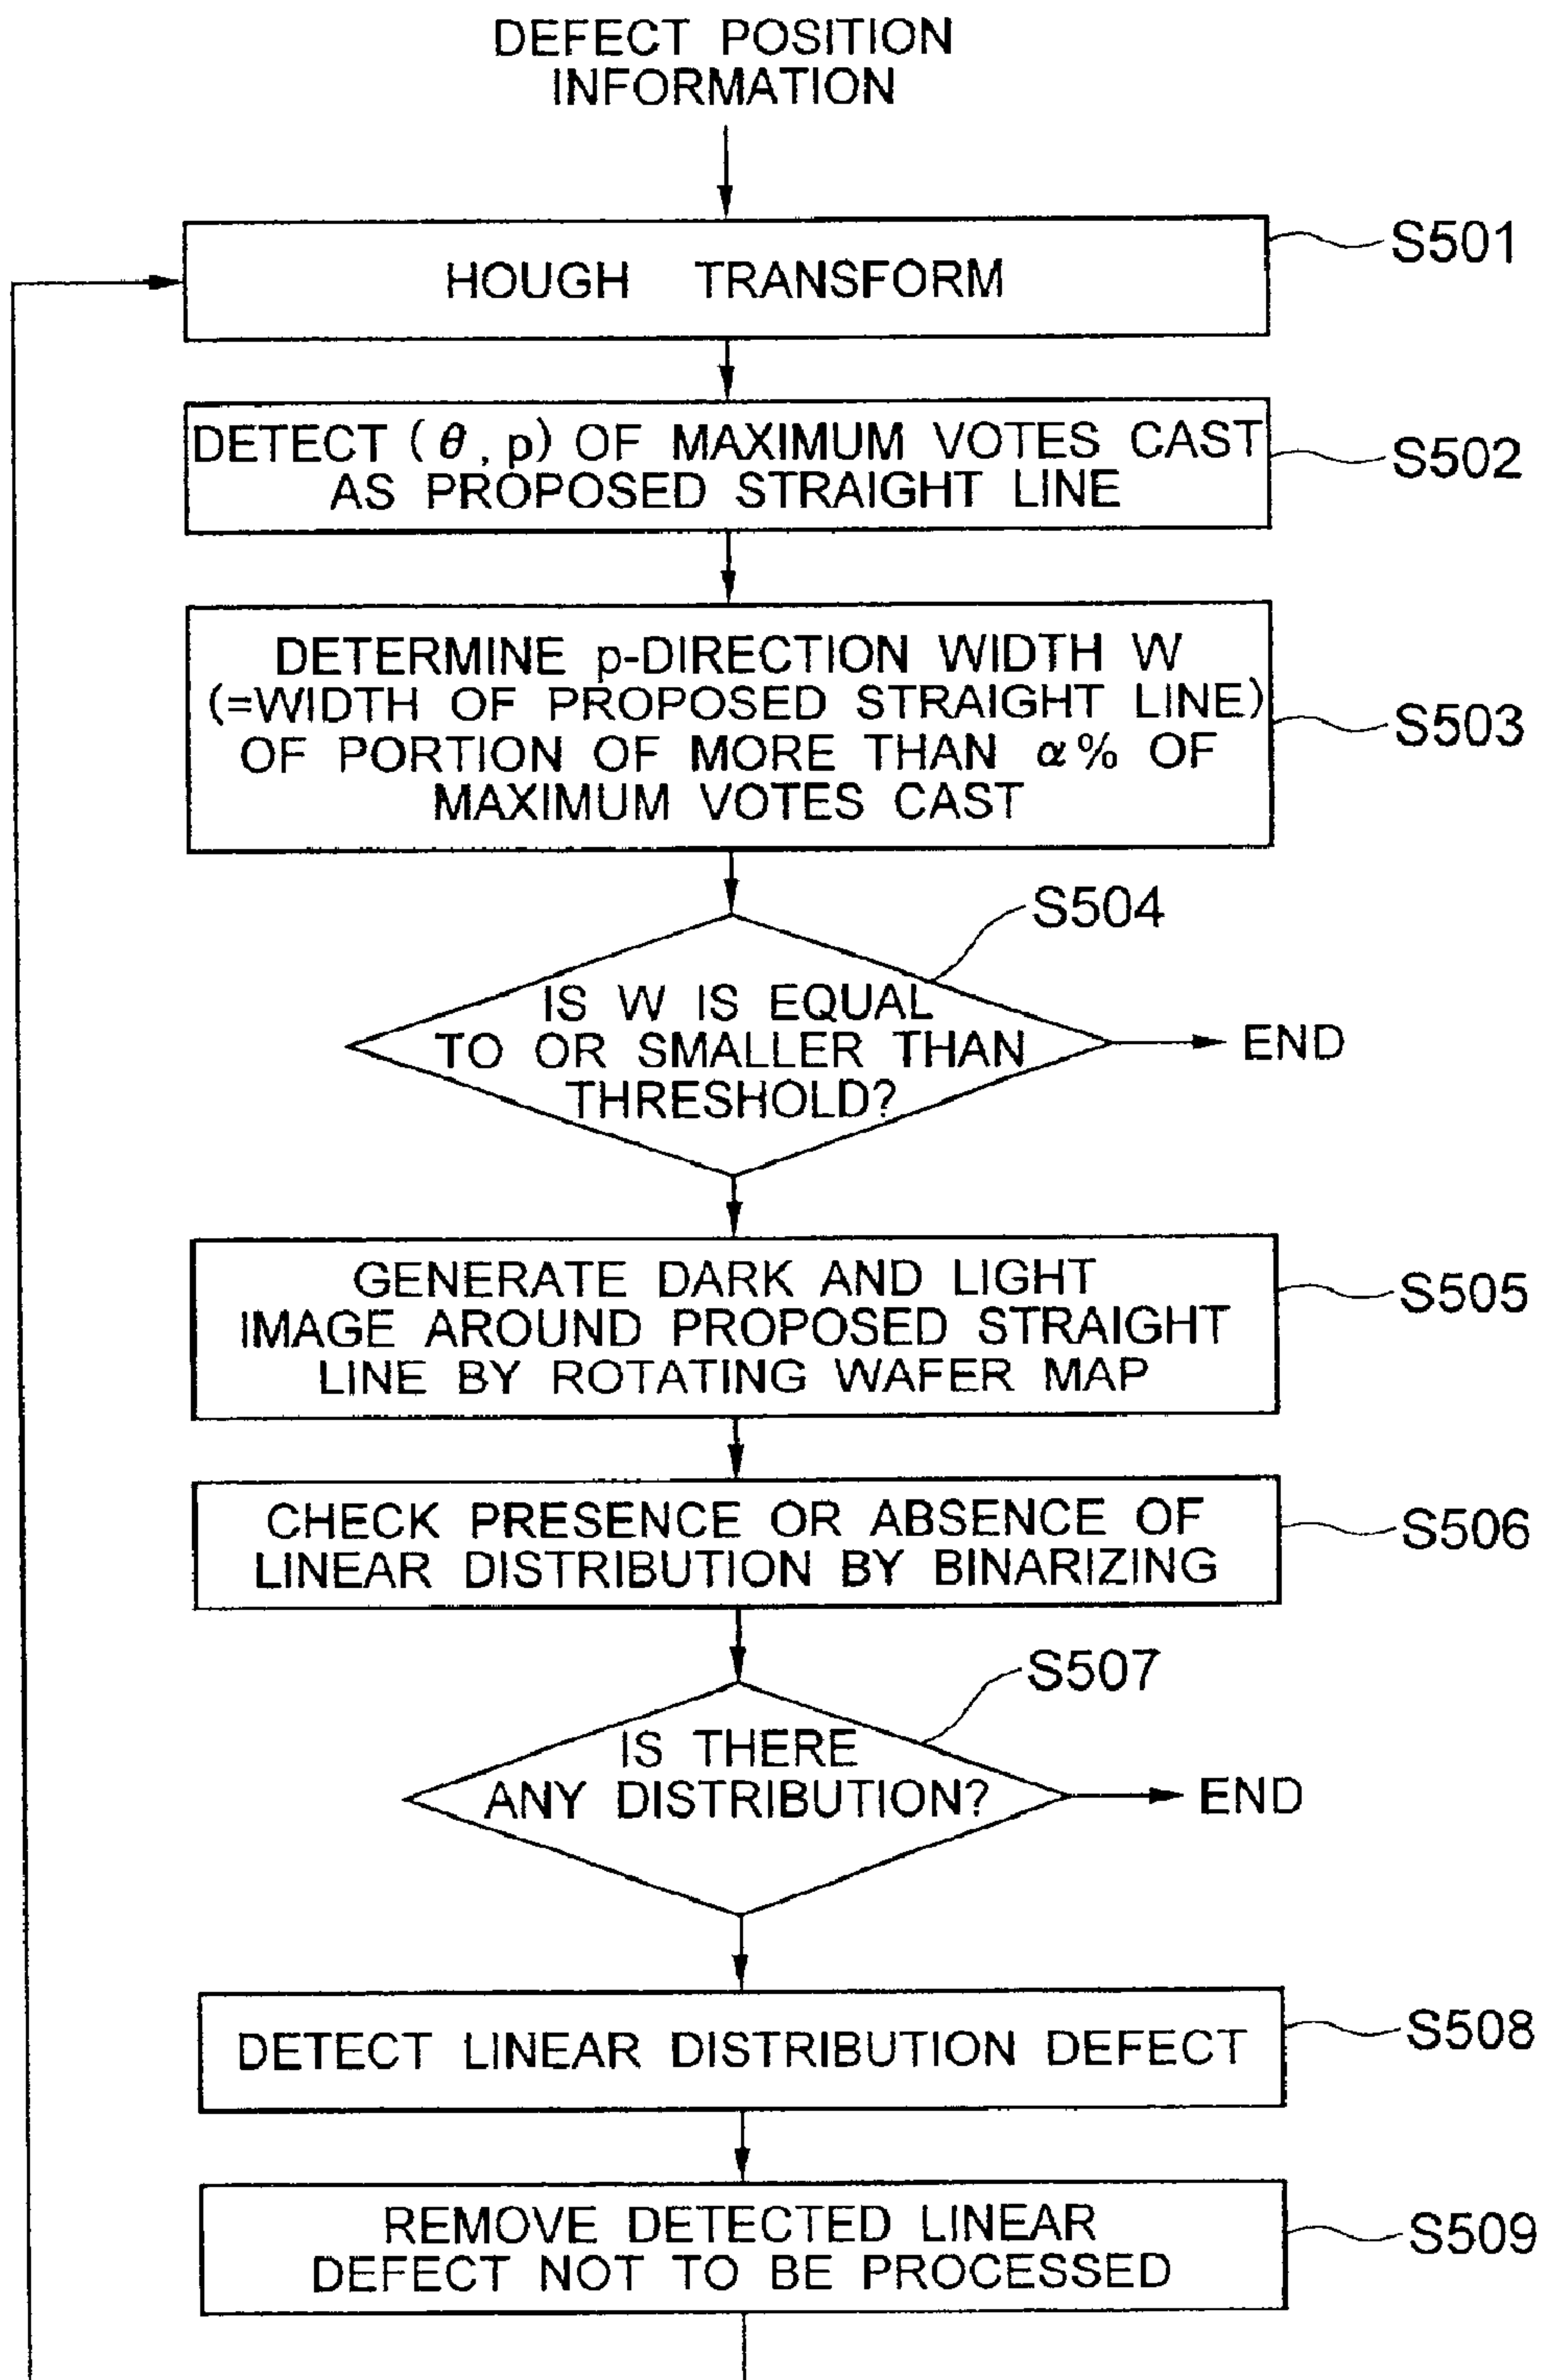 DEFECT POSITION
INFORMATION
HOUGH TRANSFORM
S501
DETECT (θ, p) OF MAXIMUM VOTES CAST
AS PROPOSED STRAIGHT LINE
S502
DETERMINE p-DIRECTION WIDTH W
(=WIDTH OF PROPOSED STRAIGHT LINE)
OF PORTION OF MORE THAN α% OF
MAXIMUM VOTES CAST
S503
S504
IS W IS EQUAL
TO OR SMALLER THAN
THRESHOLD?
END
GENERATE DARK AND LIGHT
IMAGE AROUND PROPOSED STRAIGHT
LINE BY ROTATING WAFER MAP
S505
CHECK PRESENCE OR ABSENCE OF
LINEAR DISTRIBUTION BY BINARIZING
S506
S507
IS THERE
ANY DISTRIBUTION?
END
DETECT LINEAR DISTRIBUTION DEFECT
S508
REMOVE DETECTED LINEAR
DEFECT NOT TO BE PROCESSED
S509